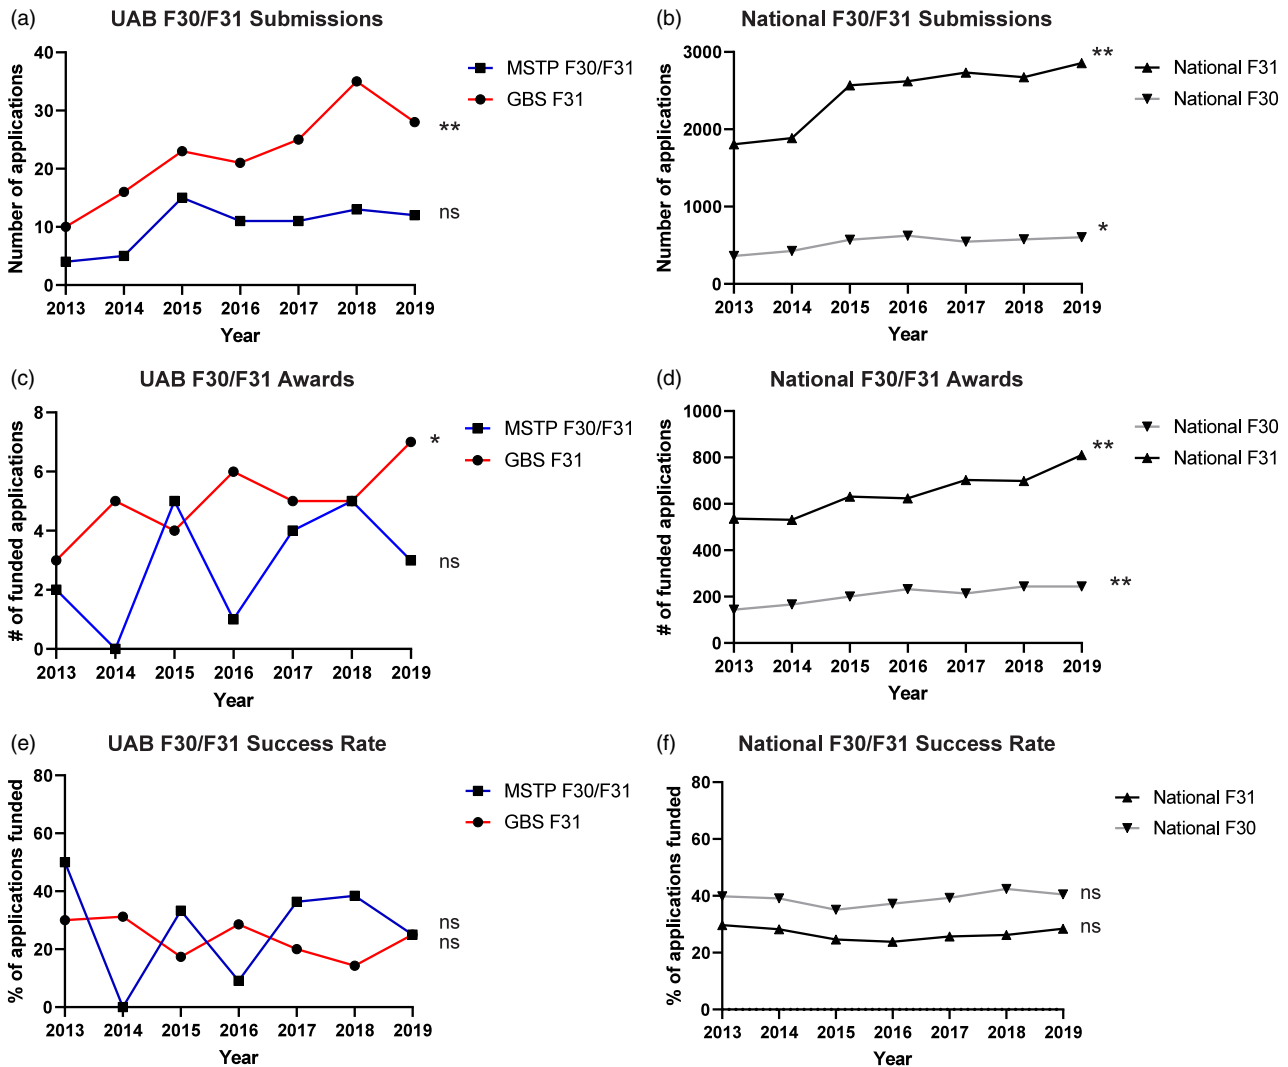 (a) UAB F30/F31 Submissions
Number of applications
40
30
20
10
0
2013 2014 2015 2016 2017 2018 2019
Year
MSTP F30/F31
GBS F31
**
ns
(b) National F30/F31 Submissions
Number of applications
3000
2000
1000
0
2013 2014 2015 2016 2017 2018 2019
Year
**
National F31
National F30
*
(c) UAB F30/F31 Awards
# of funded applications
8
6
4
2
0
2013 2014 2015 2016 2017 2018 2019
Year
MSTP F30/F31
GBS F31
*
ns
(d) National F30/F31 Awards
# of funded applications
1000
800
600
400
200
0
2013 2014 2015 2016 2017 2018 2019
Year
National F30
National F31
**
**
(e) UAB F30/F31 Success Rate
% of applications funded
80
60
40
20
0
2013 2014 2015 2016 2017 2018 2019
Year
MSTP F30/F31
GBS F31
ns
ns
(f) National F30/F31 Success Rate
% of applications funded
80
60
40
20
0
2013 2014 2015 2016 2017 2018 2019
Year
National F31
National F30
ns
ns